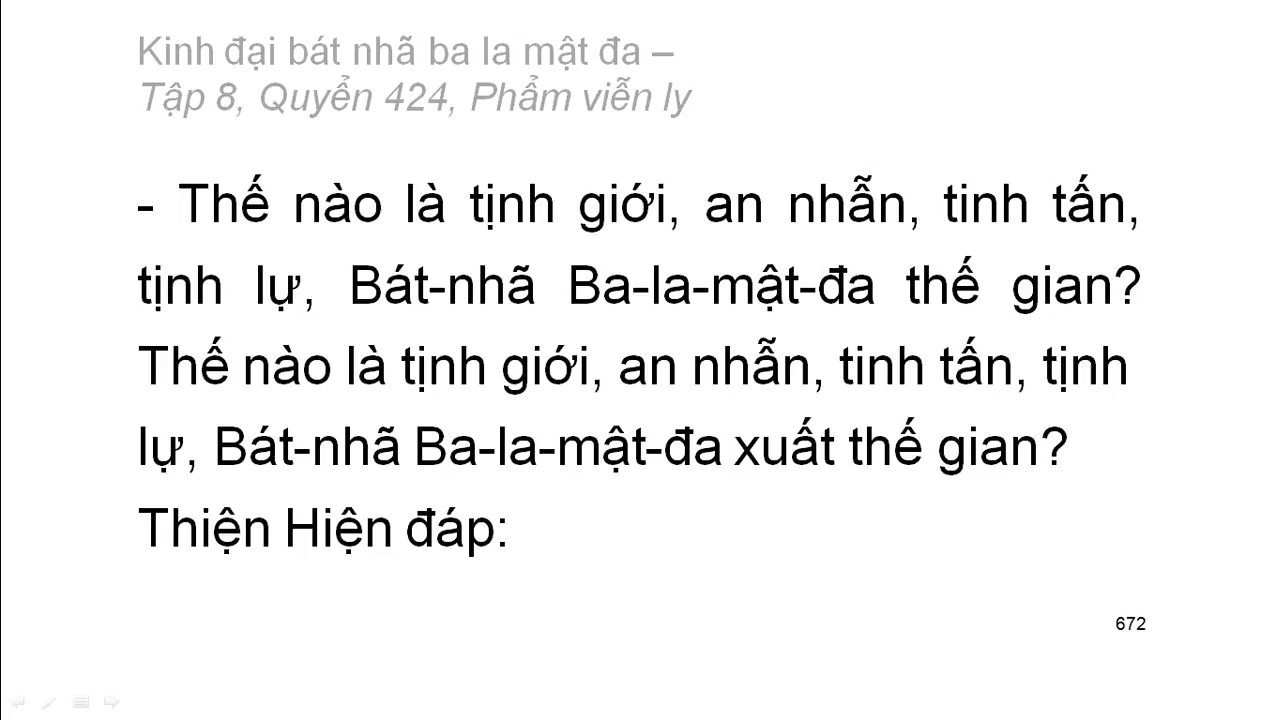 Kinh đại bát nhã ba la mật đa –
Tập 8, Quyển 424, Phẩm viễn ly
- Thế nào là tịnh giới, an nhẫn, tinh tấn,
tịnh lự, Bát-nhã Ba-la-mật-đa thế gian?
Thế nào là tịnh giới, an nhẫn, tinh tấn, tịnh
lự, Bát-nhã Ba-la-mật-đa xuất thế gian?
Thiện Hiện đáp:
672